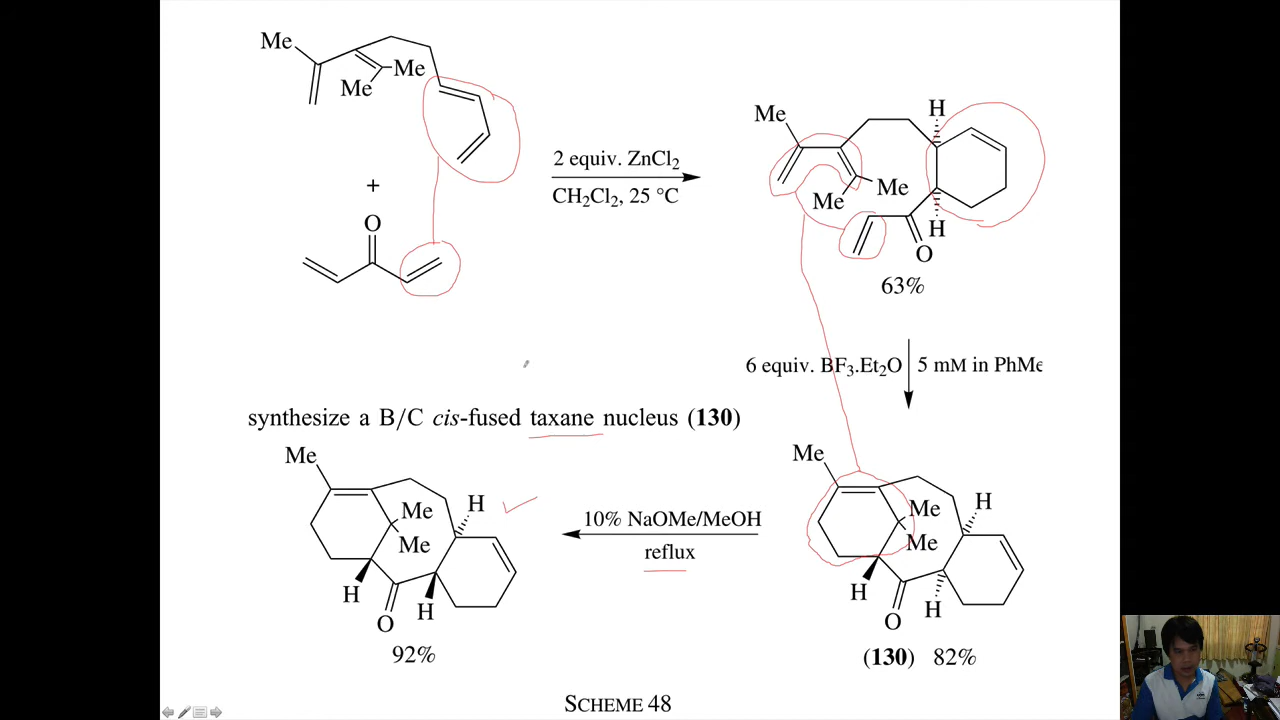 Me
Me
Me
+
O
2 equiv. ZnCl2
CH2Cl2, 25 °C
Me
H
Me
Me
H
O
63%
6 equiv. BF3.Et2O
5 mM in PhMe
synthesize a B/C cis-fused taxane nucleus (130)
Me
Me
Me
H
H
H
O
92%
10% NaOMe/MeOH
reflux
Me
Me
Me
H
H
H
O
(130) 82%
SCHEME 48